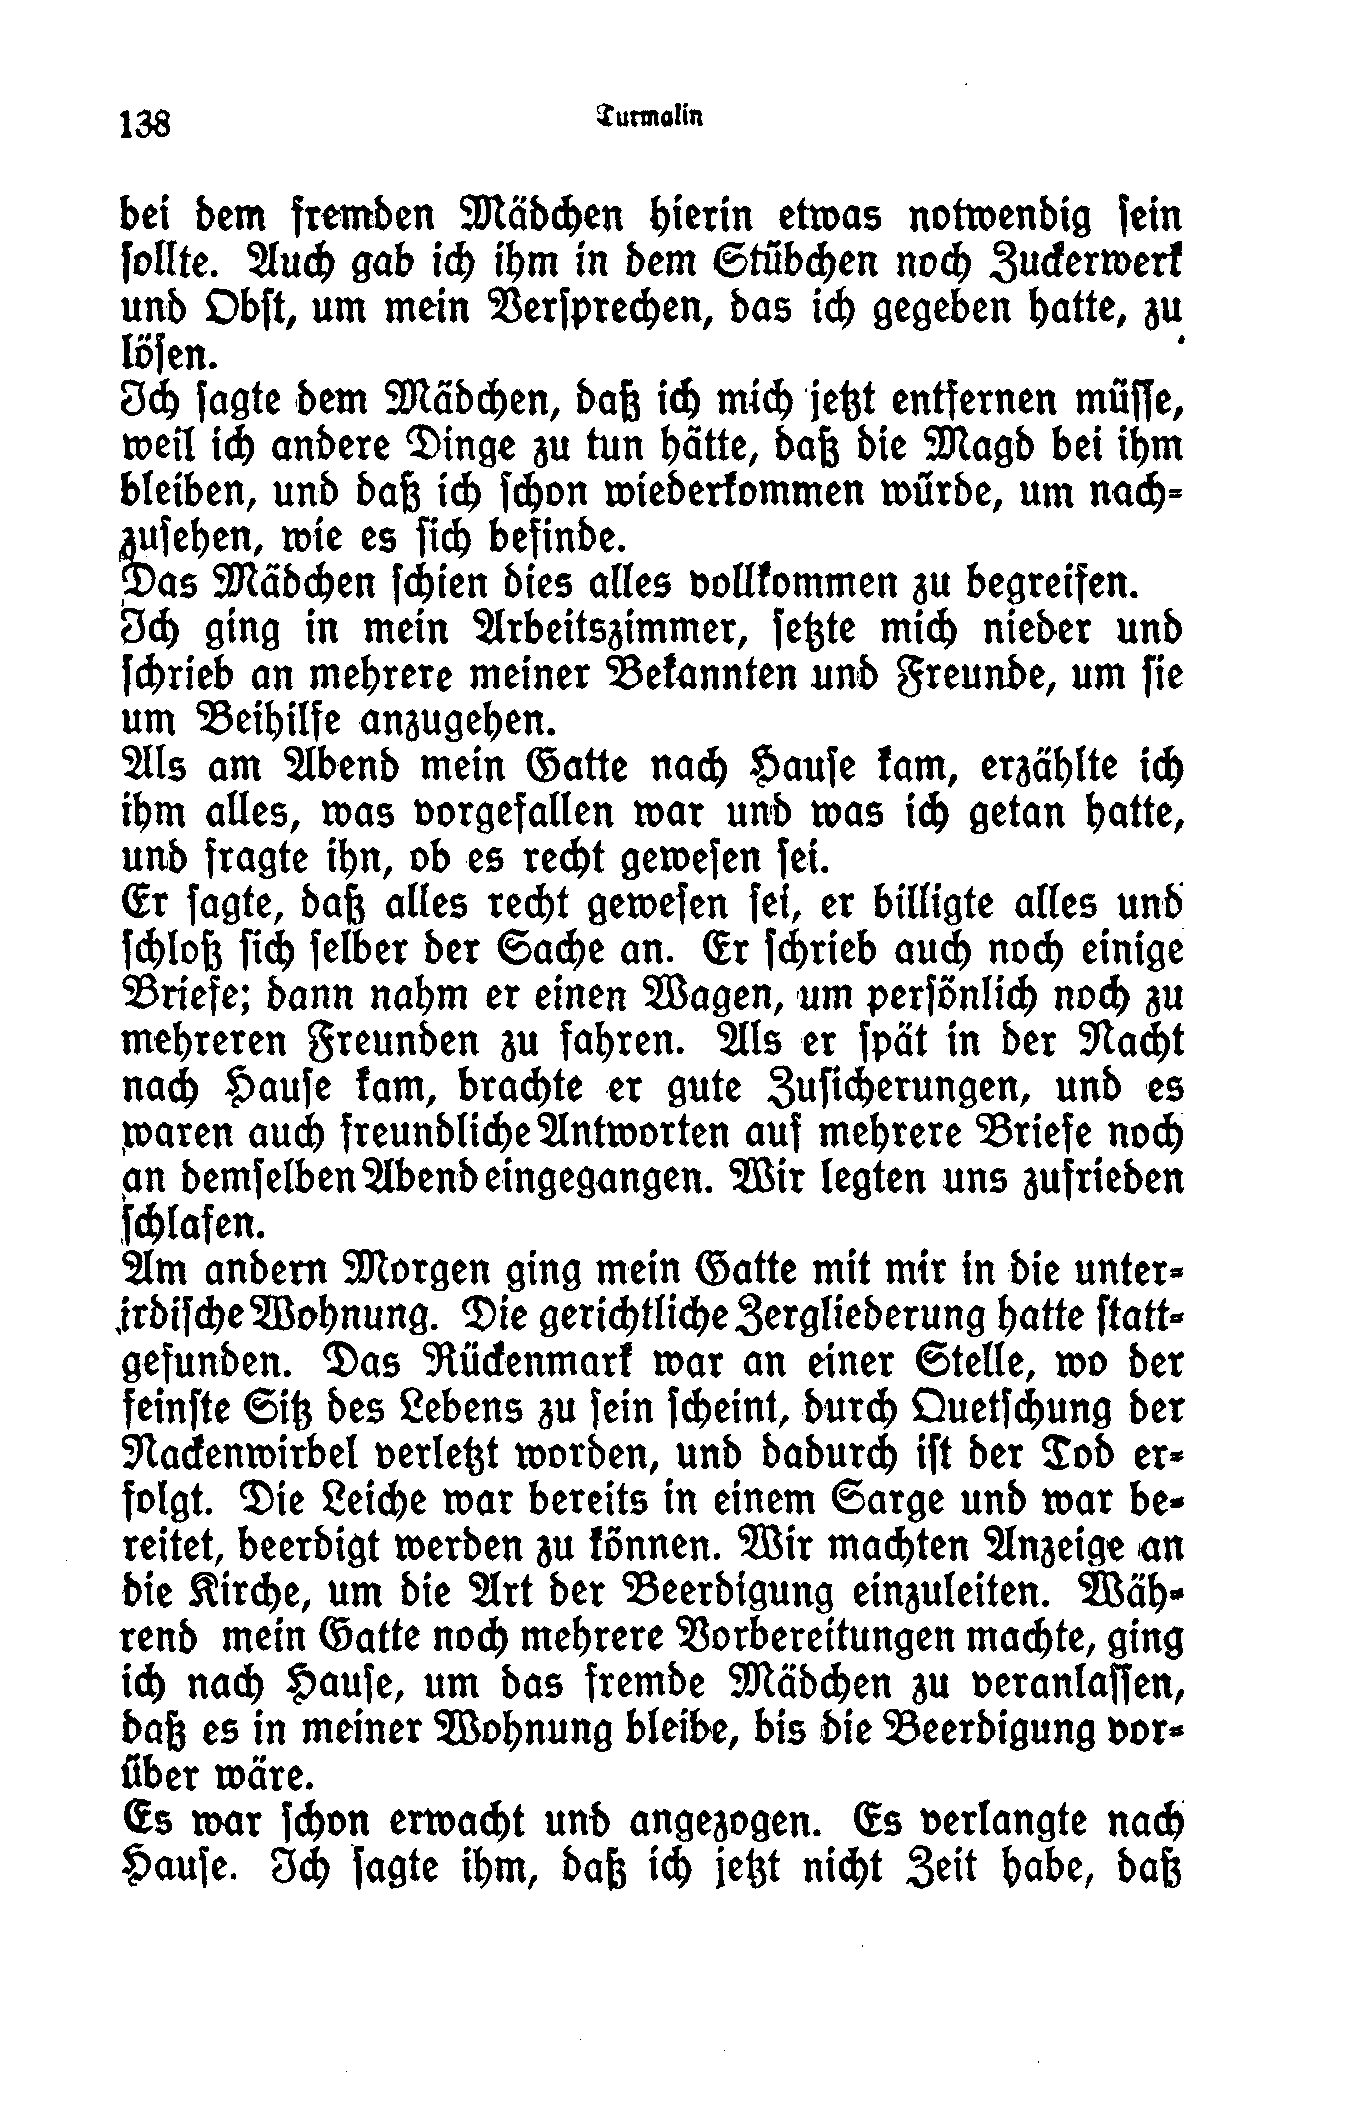 138
Turmalin
bei dem fremden Mädchen hierin etwas notwendig sein
sollte. Auch gab ich ihm in dem Stübchen noch Zuckerwerk
und Obst, um mein Versprechen, das ich gegeben hatte, zu
lösen.
Ich sagte dem Mädchen, daß ich mich jetzt entfernen müsse,
weil ich andere Dinge zu tun hätte, daß die Magd bei ihm
bleiben, und daß ich schon wiederkommen würde, um nach-
zusehen, wie es sich befinde.
Das Mädchen schien dies alles vollkommen zu begreifen.
Ich ging in mein Arbeitszimmer, setzte mich nieder und
schrieb an mehrere meiner Bekannten und Freunde, um sie
um Beihilfe anzugehen.
Als am Abend mein Gatte nach Hause kam, erzählte ich
ihm alles, was vorgefallen war und was ich getan hatte,
und fragte ihn, ob es recht gewesen sei.
Er sagte, daß alles recht gewesen sei, er billigte alles und
schloß sich selber der Sache an. Er schrieb auch noch einige
Briefe; dann nahm er einen Wagen, um persönlich noch zu
mehreren Freunden zu fahren. Als er spät in der Nacht
nach Hause kam, brachte er gute Zusicherungen, und es
waren auch freundliche Antworten auf mehrere Briefe noch
an demselben Abend eingegangen. Wir legten uns zufrieden
schlafen.
Am andern Morgen ging mein Gatte mit mir in die unter-
irdische Wohnung. Die gerichtliche Zergliederung hatte statt-
gefunden. Das Rückenmark war an einer Stelle, wo der
feinste Sitz des Lebens zu sein scheint, durch Quetschung der
Nackenwirbel verletzt worden, und dadurch ist der Tod er-
folgt. Die Leiche war bereits in einem Sarge und war be-
reitet, beerdigt werden zu können. Wir machten Anzeige an
die Kirche, um die Art der Beerdigung einzuleiten. Wäh-
rend mein Gatte noch mehrere Vorbereitungen machte, ging
ich nach Hause, um das fremde Mädchen zu veranlassen,
daß es in meiner Wohnung bleibe, bis die Beerdigung vor-
über wäre.
Es war schon erwacht und angezogen. Es verlangte nach
Hause. Ich sagte ihm, daß ich jetzt nicht Zeit habe, daß